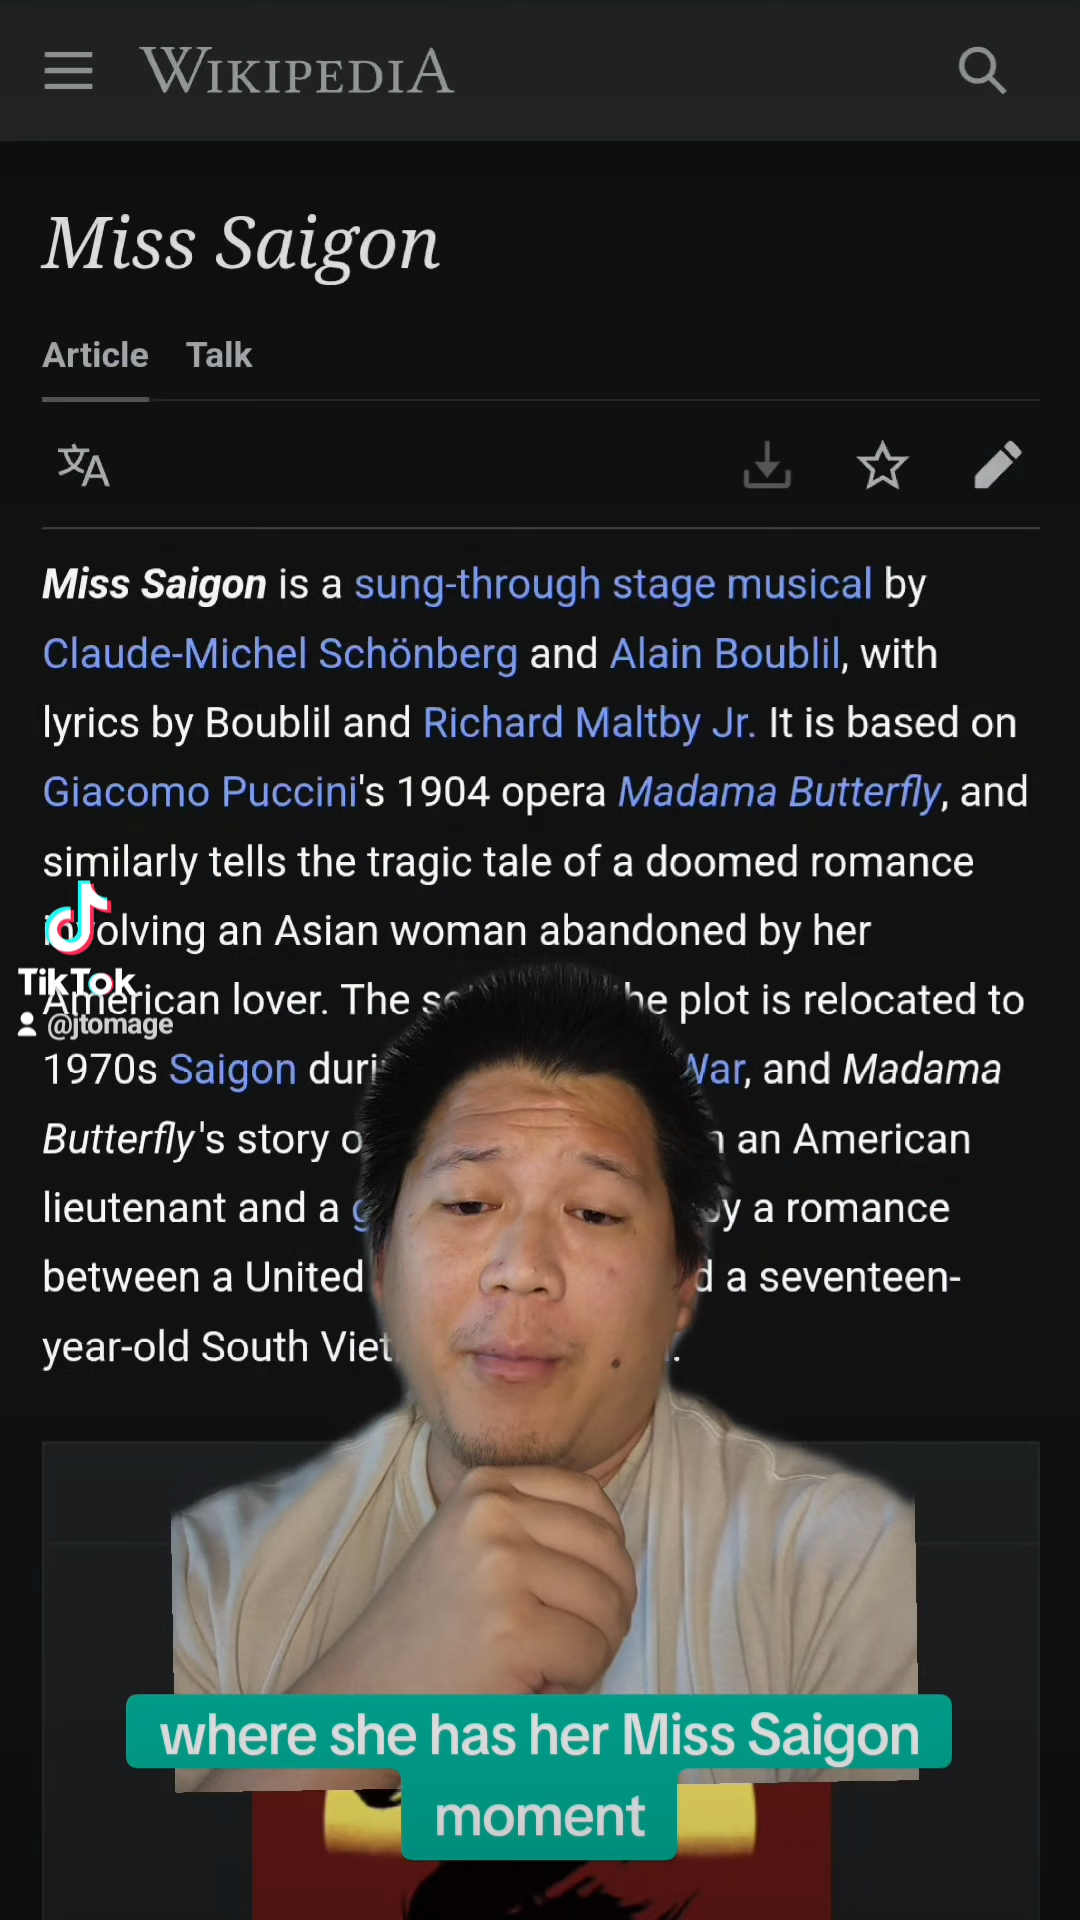 WIKIPEDIA
Miss Saigon
Article Talk
Miss Saigon is a sung-through stage musical by
Claude-Michel Schönberg and Alain Boublil, with
lyrics by Boublil and Richard Maltby Jr. It is based on
Giacomo Puccini's 1904 opera Madama Butterfly, and
similarly tells the tragic tale of a doomed romance
involving an Asian woman abandoned by her
American lover. The he plot is relocated to
1970s Saigon War, and Madama
Butterfly's story an American
lieutenant and a by a romance
between a United a seventeen-
year-old South
TikTok
@jtomage
where she has her Miss Saigon
moment